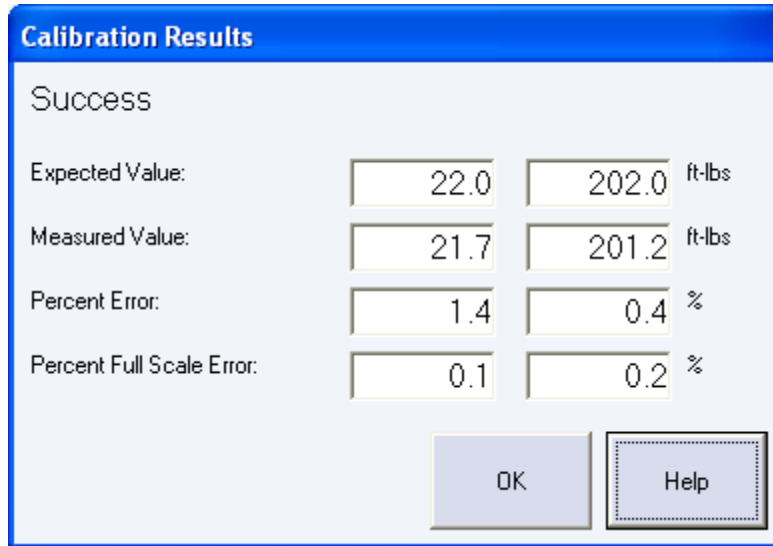 Calibration Results
Success
Expected Value: 22.0 202.0 ft-lbs
Measured Value: 21.7 201.2 ft-lbs
Percent Error: 1.4 0.4 %
Percent Full Scale Error: 0.1 0.2 %
OK Help